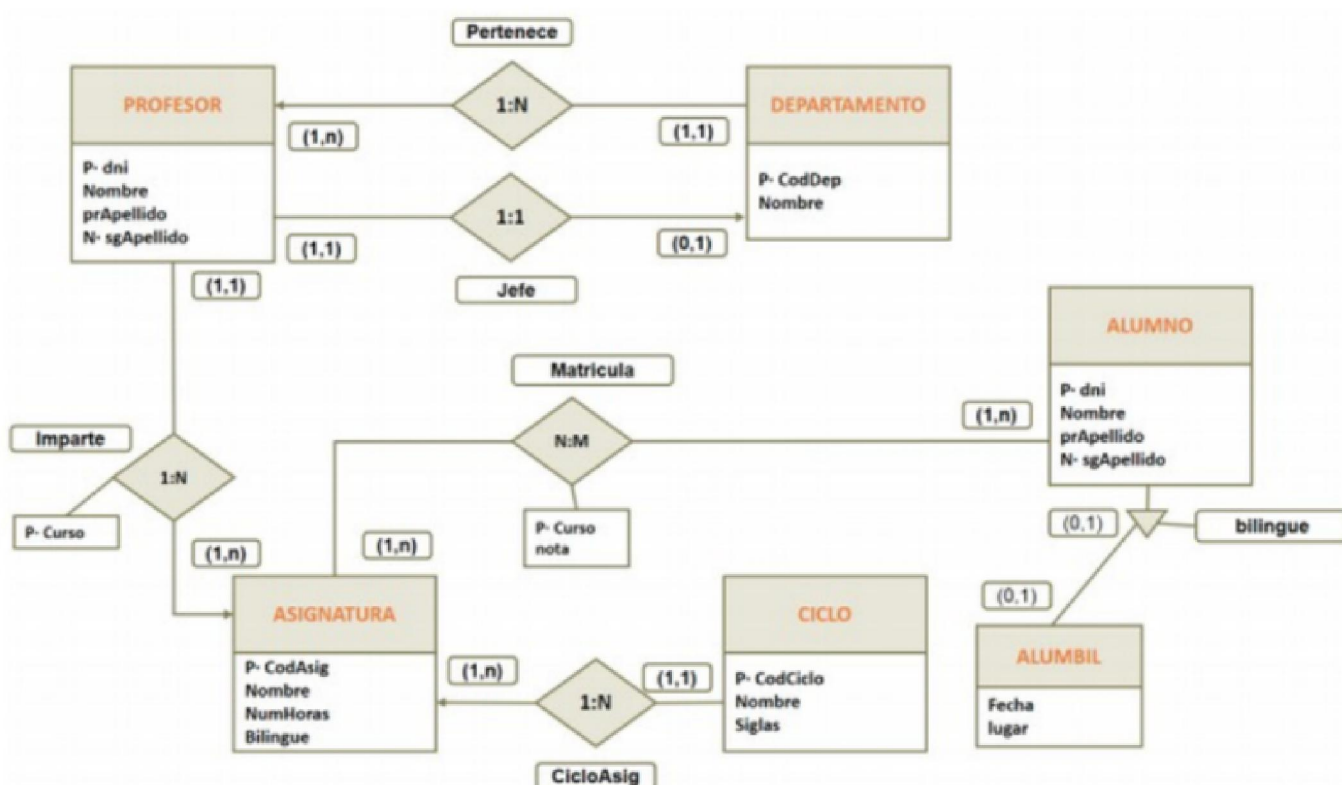 Pertenece
PROFESOR
1:N
DEPARTAMENTO
(1,n)
(1,1)
P- dni
Nombre
prApellido
N- sgApellido
P- CodDep
Nombre
1:1
(1,1)
(0,1)
(1,1)
Jefe
ALUMNO
Matricula
P- dni
Nombre
prApellido
N- sgApellido
(1,n)
Imparte
N:M
1:N
P- Curso
P- Curso
nota
(0,1)
bilingue
(1,n)
(1,n)
(0,1)
ASIGNATURA
CICLO
ALUMBIL
P- CodAsig
Nombre
NumHoras
Bilingue
(1,n)
1:N
(1,1)
P- CodCiclo
Nombre
Siglas
Fecha
lugar
CicloAsig